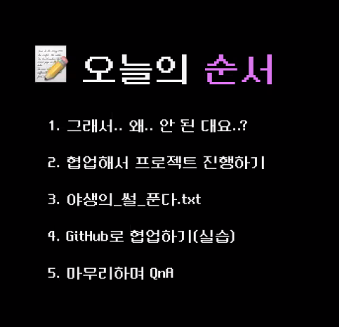 오늘의 순서
1. 그래서.. 왜.. 안 된 대요..?
2. 협업해서 프로젝트 진행하기
3. 야생의_썰_푼다.txt
4. GitHub로 협업하기(실습)
5. 마무리하며 QnA